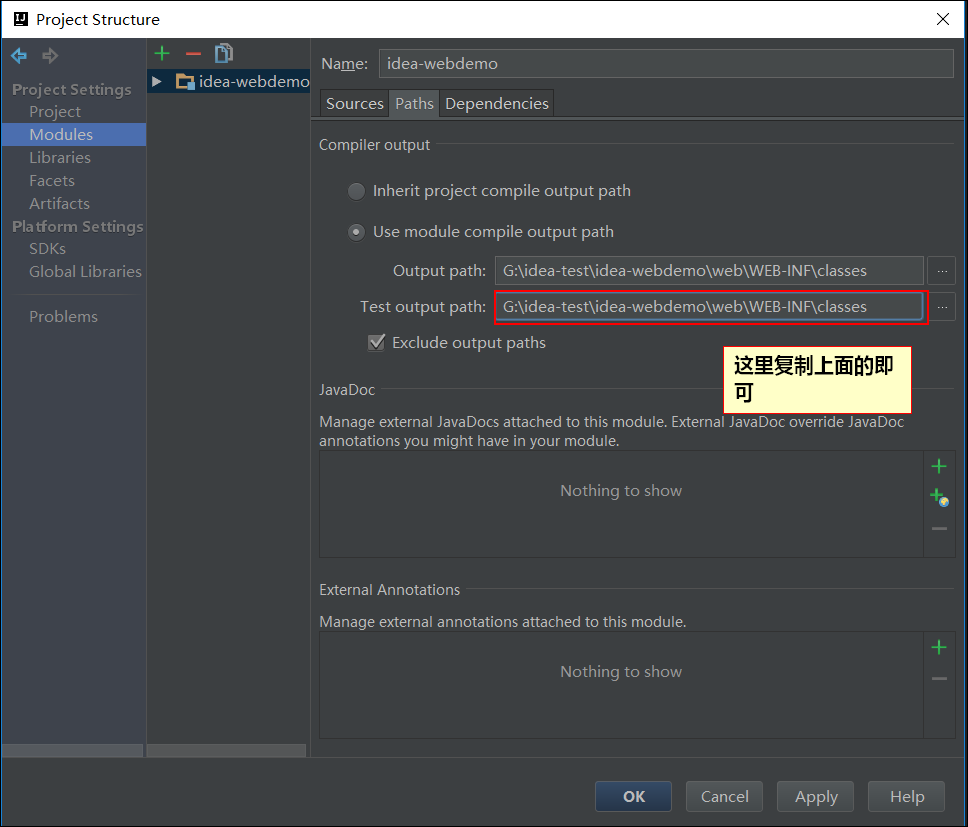 Project Structure
Project Settings
Project
Modules
Libraries
Facets
Artifacts
Platform Settings
SDKs
Global Libraries
Problems
idea-webdemo
Name: idea-webdemo
Sources Paths Dependencies
Compiler output
Inherit project compile output path
Use module compile output path
Output path: G:\idea-test\idea-webdemo\web\WEB-INF\classes ...
Test output path: G:\idea-test\idea-webdemo\web\WEB-INF\classes ...
Exclude output paths
这里复制上面的即
可
JavaDoc
Manage external JavaDocs attached to this module. External JavaDoc override JavaDoc
annotations you might have in your module.
Nothing to show
External Annotations
Manage external annotations attached to this module.
Nothing to show
OK Cancel Apply Help